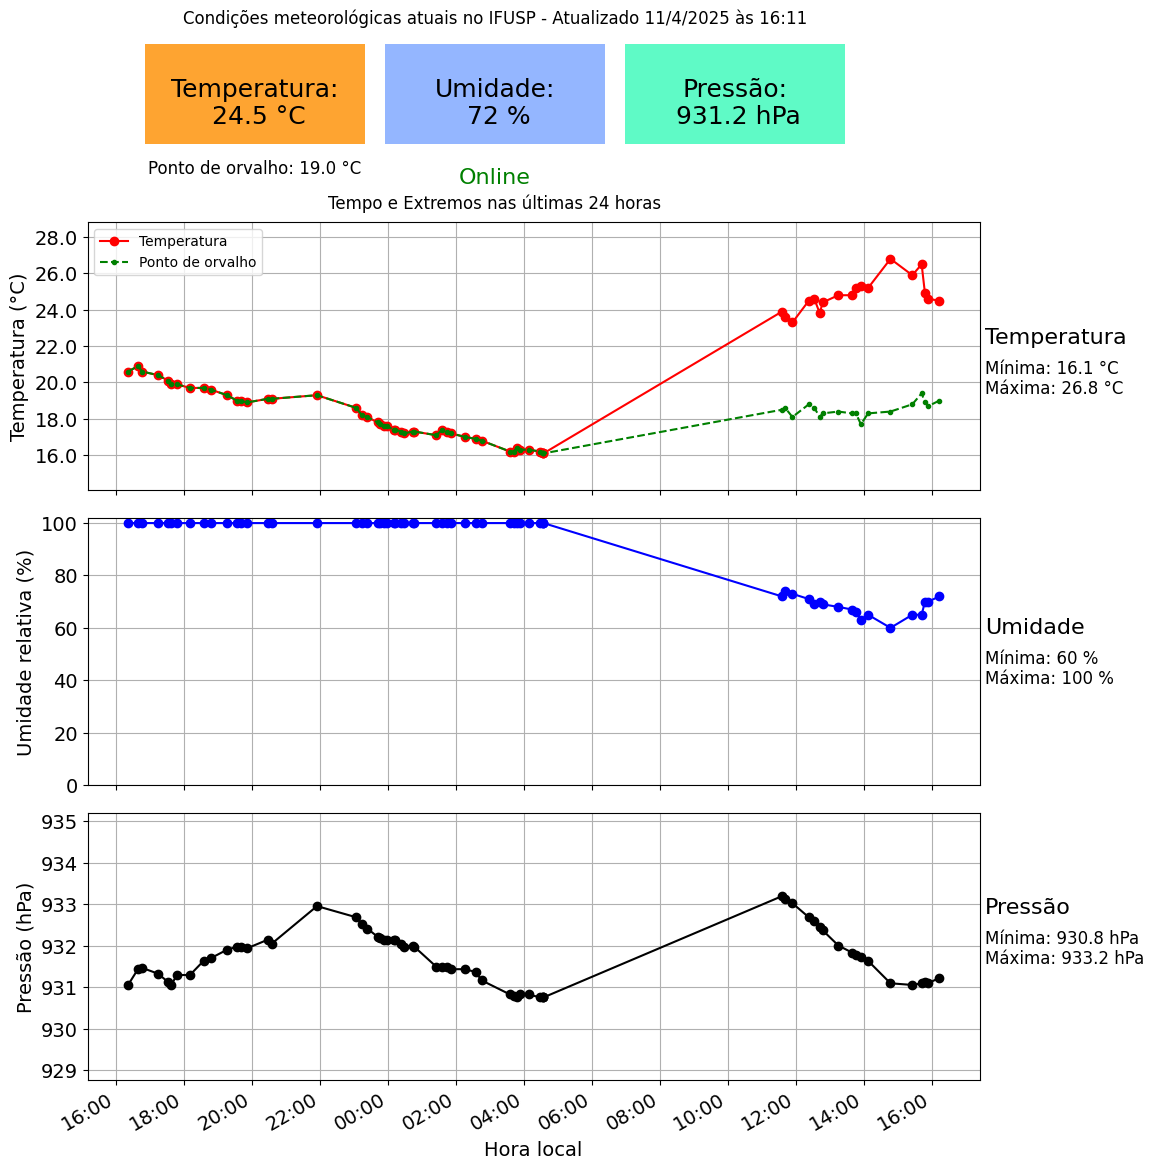 Condições meteorológicas atuais no IFUSP - Atualizado 11/4/2025 às 16:11
Temperatura:
24.5 °C
Umidade:
72 %
Pressão:
931.2 hPa
Ponto de orvalho: 19.0 °C
Online
Tempo e Extremos nas últimas 24 horas
Temperatura
Ponto de orvalho
Temperatura (°C)
28.0
26.0
24.0
22.0
20.0
18.0
16.0
Temperatura
Mínima: 16.1 °C
Máxima: 26.8 °C
Umidade relativa (%)
100
80
60
40
20
0
Umidade
Mínima: 60 %
Máxima: 100 %
Pressão (hPa)
935
934
933
932
931
930
929
Pressão
Mínima: 930.8 hPa
Máxima: 933.2 hPa
16:00 18:00 20:00 22:00 00:00 02:00 04:00 06:00 08:00 10:00 12:00 14:00 16:00
Hora local